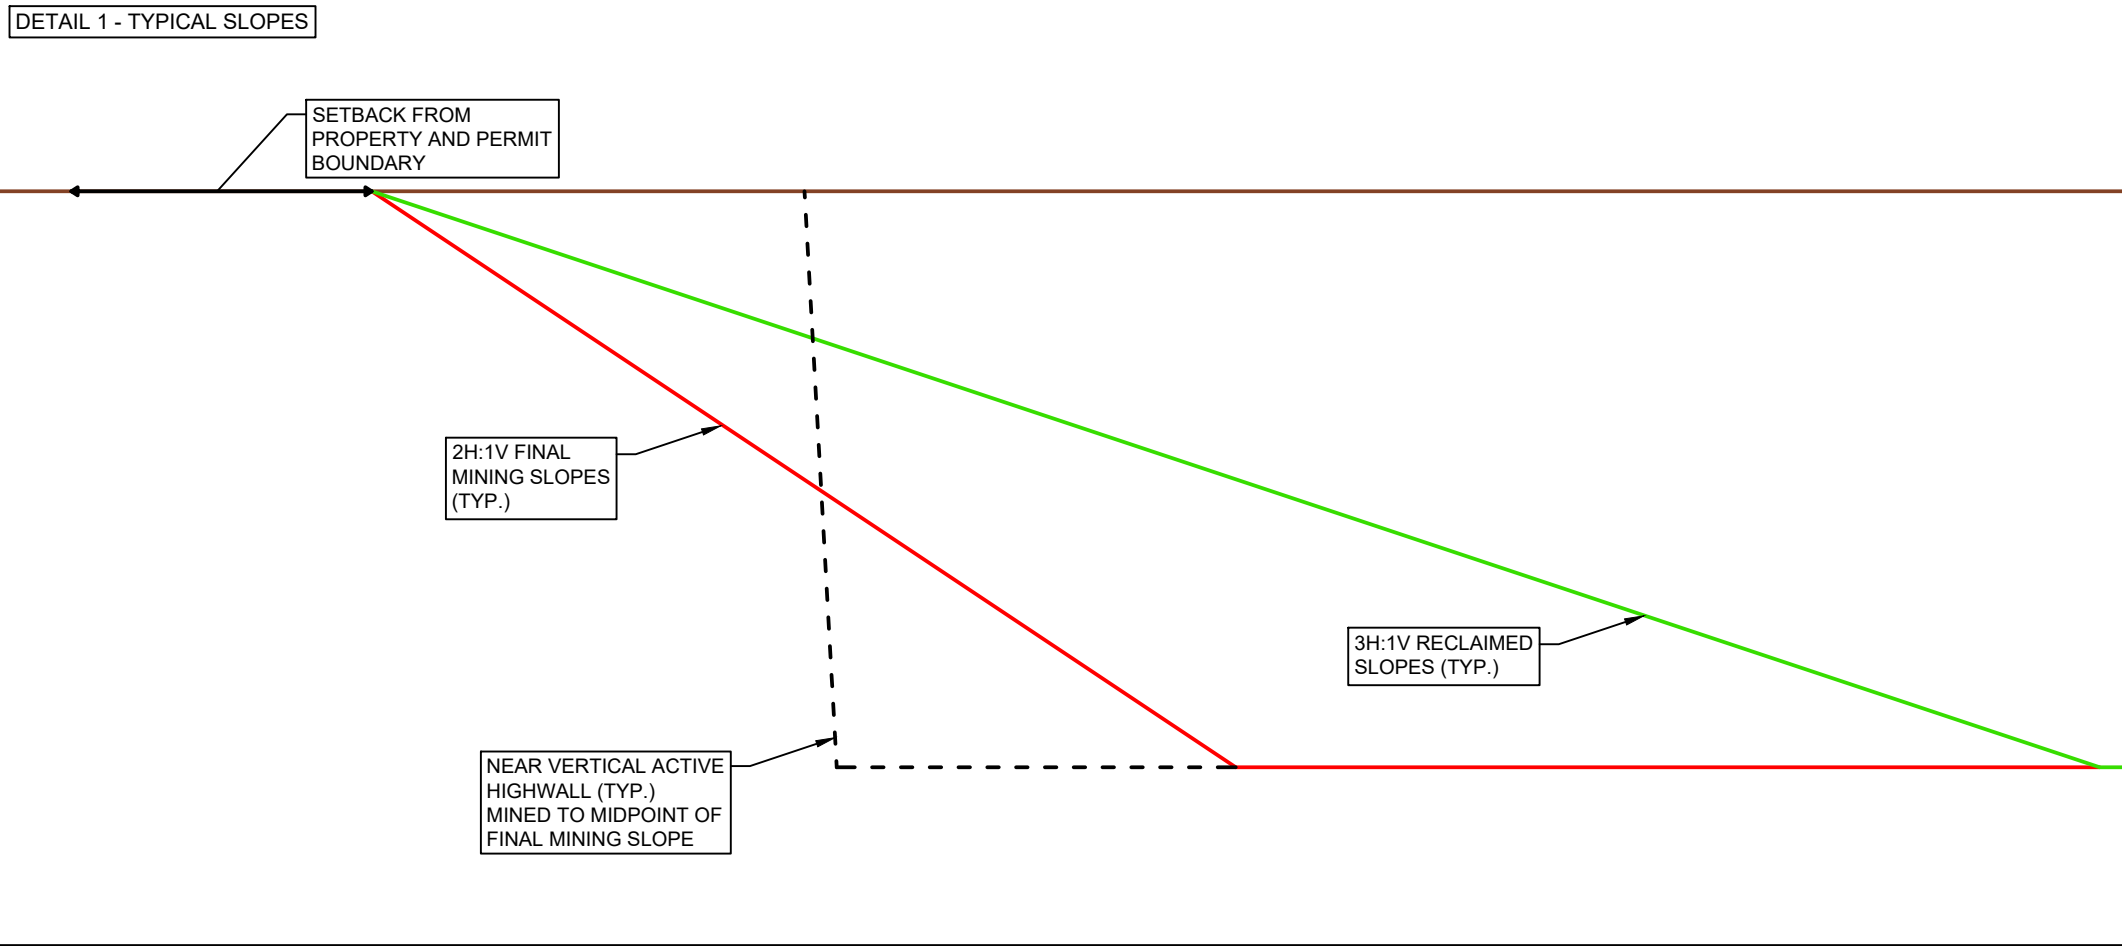 DETAIL 1 - TYPICAL SLOPES
SETBACK FROM
PROPERTY AND PERMIT
BOUNDARY
2H:1V FINAL
MINING SLOPES
(TYP.)
3H:1V RECLAIMED
SLOPES (TYP.)
NEAR VERTICAL ACTIVE
HIGHWALL (TYP.)
MINED TO MIDPOINT OF
FINAL MINING SLOPE